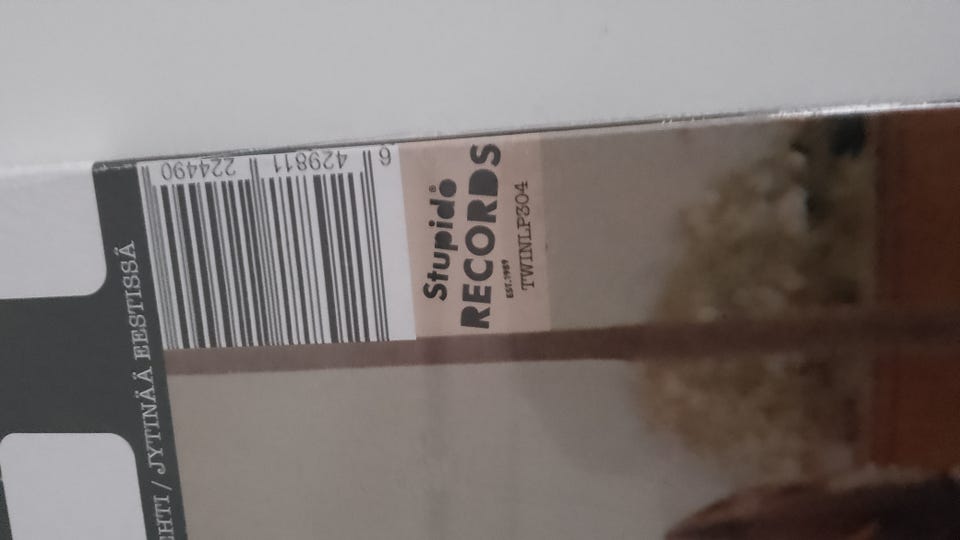 6 429811 224490
Stupido®
RECORDS
EST.1989
TWINLP304
/ JYTINÄÄ EESTISSÄ